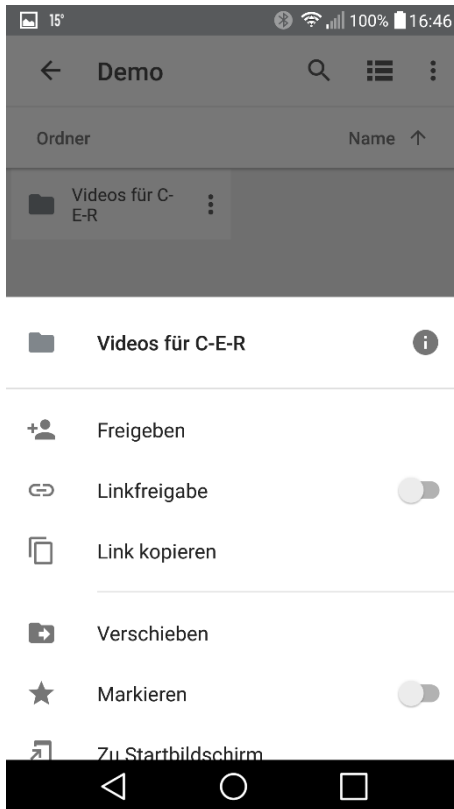 15°
100% 16:46
Demo
Ordner
Name
Videos für C-
E-R
Videos für C-E-R
Freigeben
Linkfreigabe
Link kopieren
Verschieben
Markieren
Zu Startbildschirm